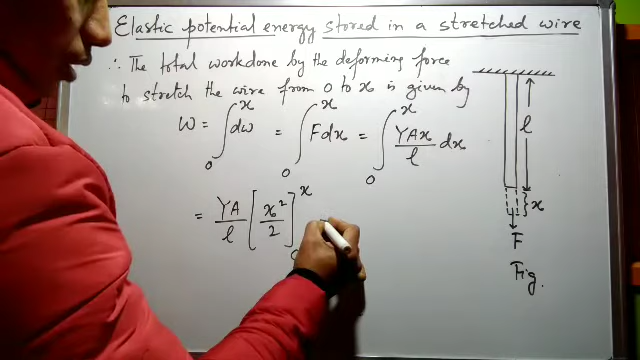 Elastic potential energy stored in a stretched wire
∴ The total workdone by the deforming force
to stretch the wire from 0 to x is given by
W = ∫₀ˣ dw = ∫₀ˣ Fdx = ∫₀ˣ YAx/l dx
= YA/l [x²/2]₀ˣ
l
x
F
Fig.